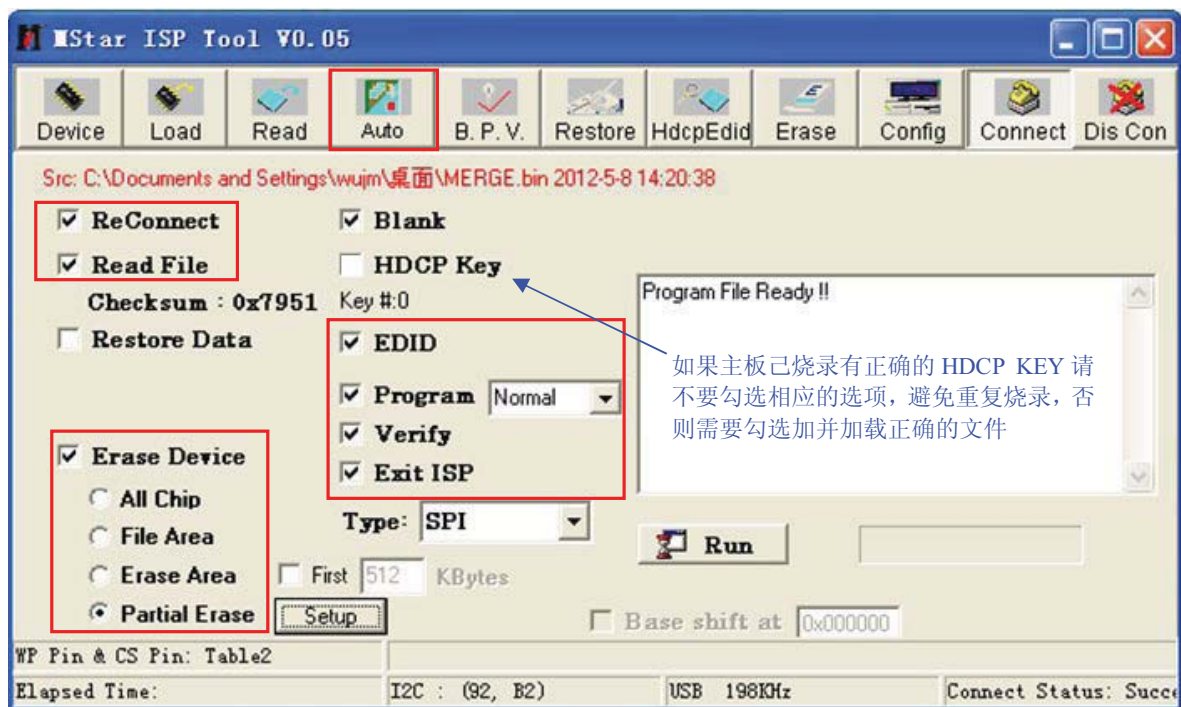 MStar ISP Tool V0.05
Device Load Read Auto B.P.V. Restore HdcpEdid Erase Config Connect Dis Con
Src: C:\Documents and Settings\wujm\桌面\MERGE.bin 2012-5-8 14:20:38
ReConnect
Read File
Checksum : 0x7951
Restore Data
Erase Device
All Chip
File Area
Erase Area
Partial Erase
Setup
First 512 KBytes
Blank
HDCP Key
Key #:0
EDID
Program Normal
Verify
Exit ISP
Type: SPI
Program File Ready !!
如果主板己烧录有正确的 HDCP KEY 请
不要勾选相应的选项，避免重复烧录，否
则需要勾选加并加载正确的文件
Run
Base shift at 0x000000
WP Pin & CS Pin: Table2
Elapsed Time: I2C : (92, B2) USB 198KHz Connect Status: Succe